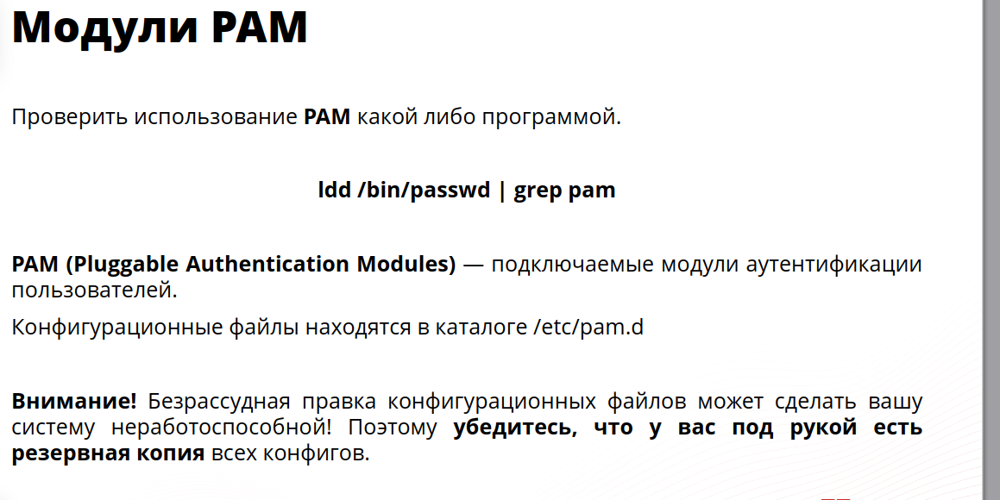 Модули PAM
Проверить использование PAM какой либо программой.
ldd /bin/passwd | grep pam
PAM (Pluggable Authentication Modules) — подключаемые модули аутентификации
пользователей.
Конфигурационные файлы находятся в каталоге /etc/pam.d
Внимание! Безрассудная правка конфигурационных файлов может сделать вашу
систему неработоспособной! Поэтому убедитесь, что у вас под рукой есть
резервная копия всех конфигов.